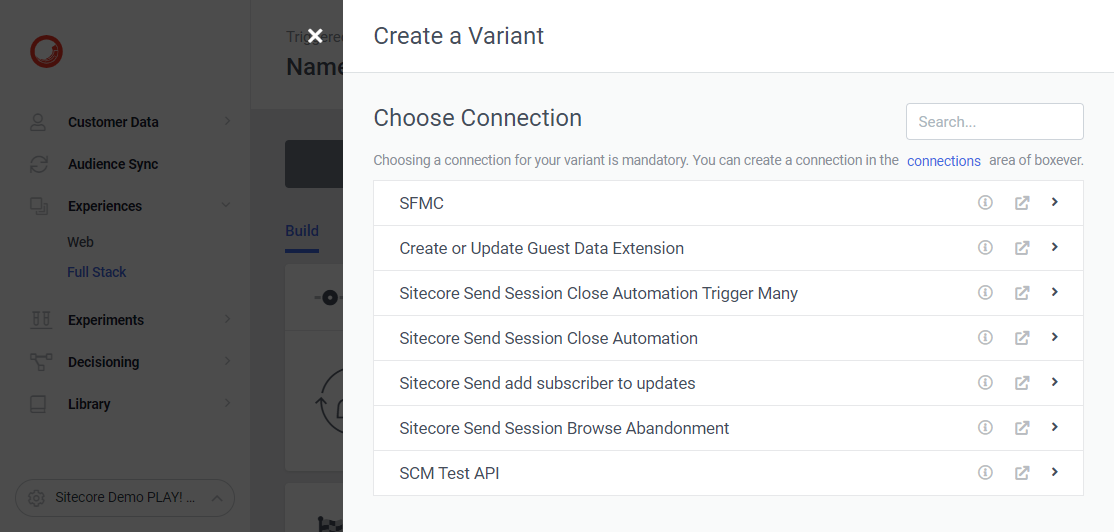 Triggered
Name
Customer Data
Audience Sync
Experiences
Web
Full Stack
Experiments
Decisioning
Library
Sitecore Demo PLAY! ...
Build
Create a Variant
Choose Connection
Search...
Choosing a connection for your variant is mandatory. You can create a connection in the connections area of boxever.
SFMC
Create or Update Guest Data Extension
Sitecore Send Session Close Automation Trigger Many
Sitecore Send Session Close Automation
Sitecore Send add subscriber to updates
Sitecore Send Session Browse Abandonment
SCM Test API